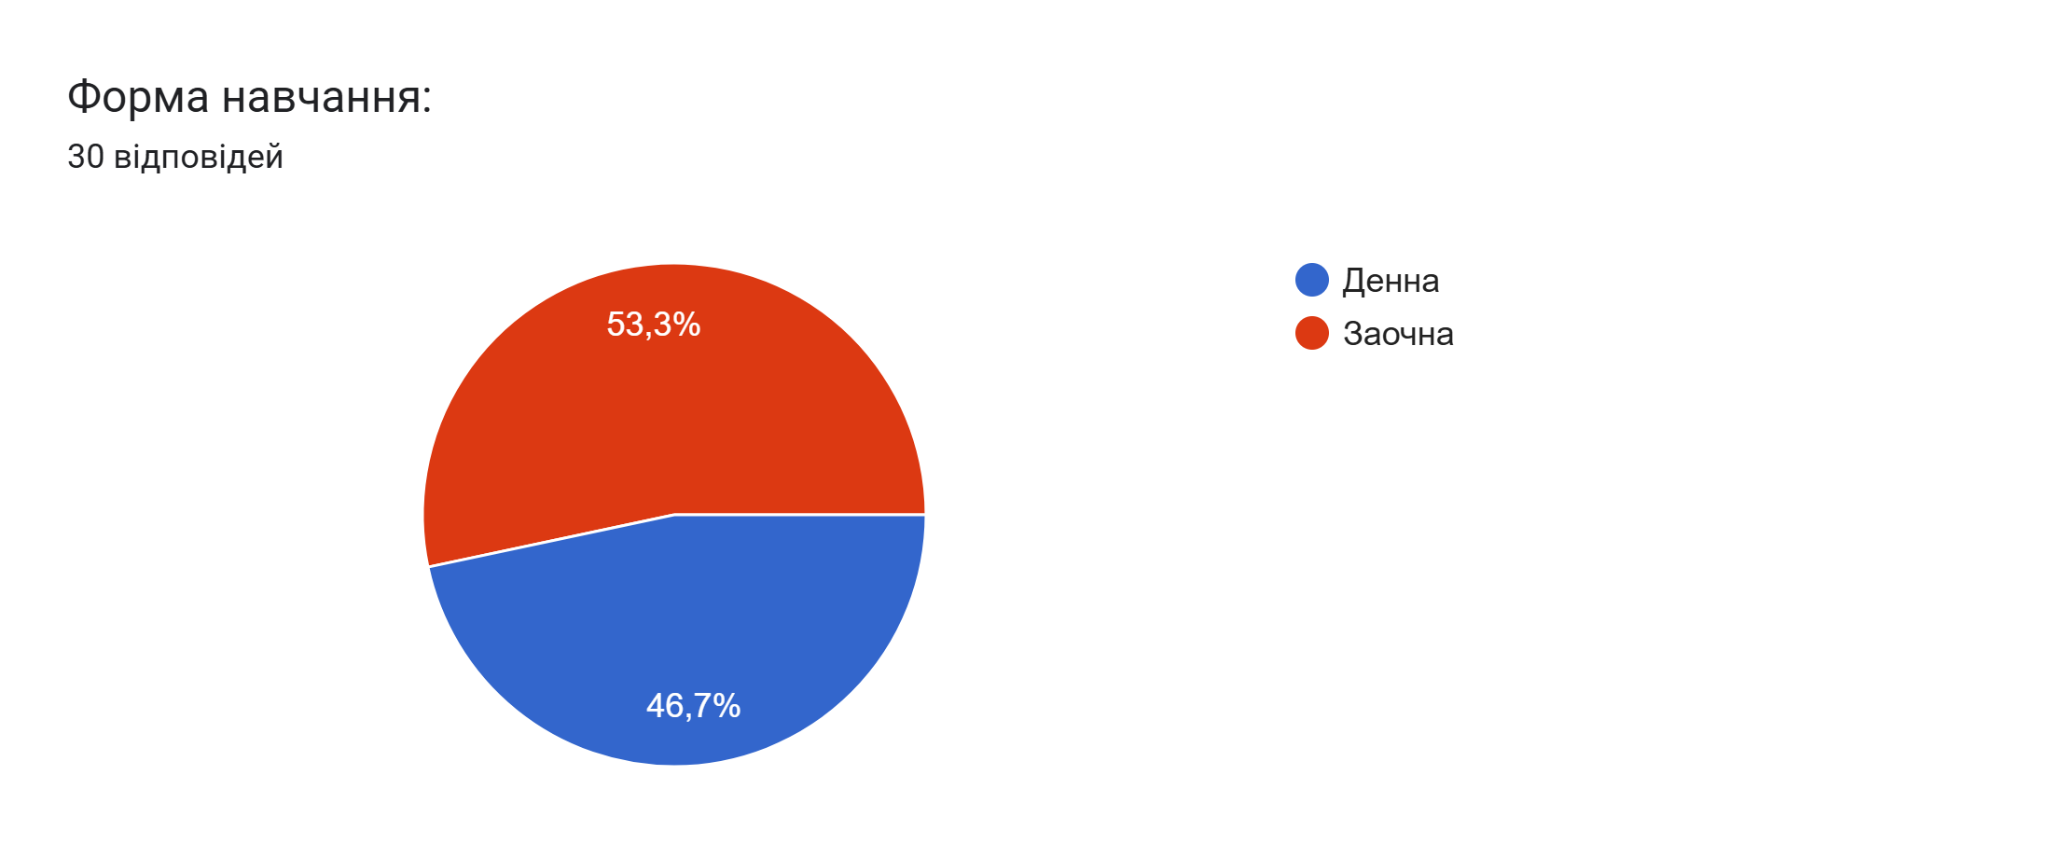 Форма навчання:
30 відповідей
Денна
Заочна
53,3%
46,7%